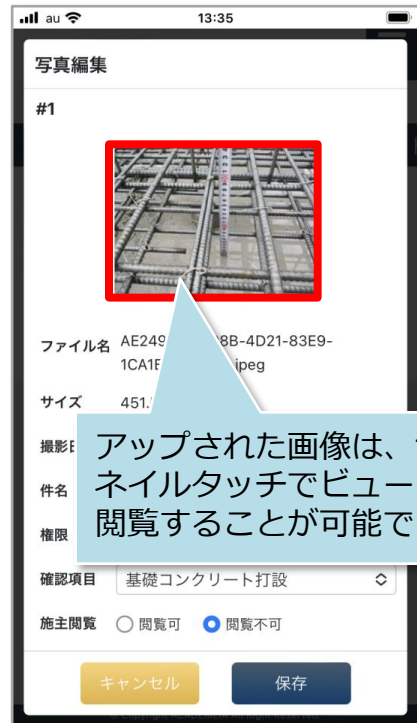 au 13:35
写真編集
#1
ファイル名 AE249 8B-4D21-83E9-
1CA1E ipeg
サイズ 451.
撮影
アップされた画像は、
件名
ネイルタッチでビュー
権限
閲覧することが可能で
確認項目 基礎コンクリート打設
施主閲覧 閲覧可 閲覧不可
キャンセル 保存